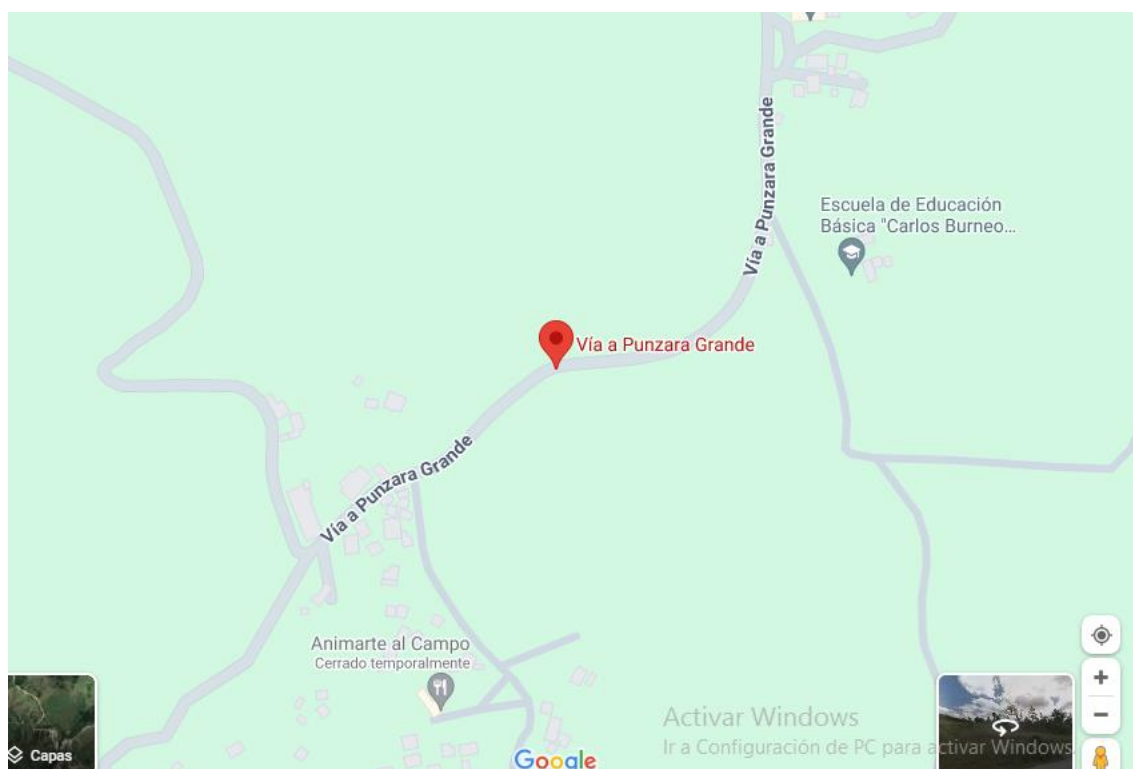 Vía a Punzara Grande
Escuela de Educación
Básica "Carlos Burneo...
Vía a Punzara Grande
Vía a Punzara Grande
Animarte al Campo
Cerrado temporalmente
Activar Windows
Ir a Configuración de PC para activar Windows.
Capas
Google